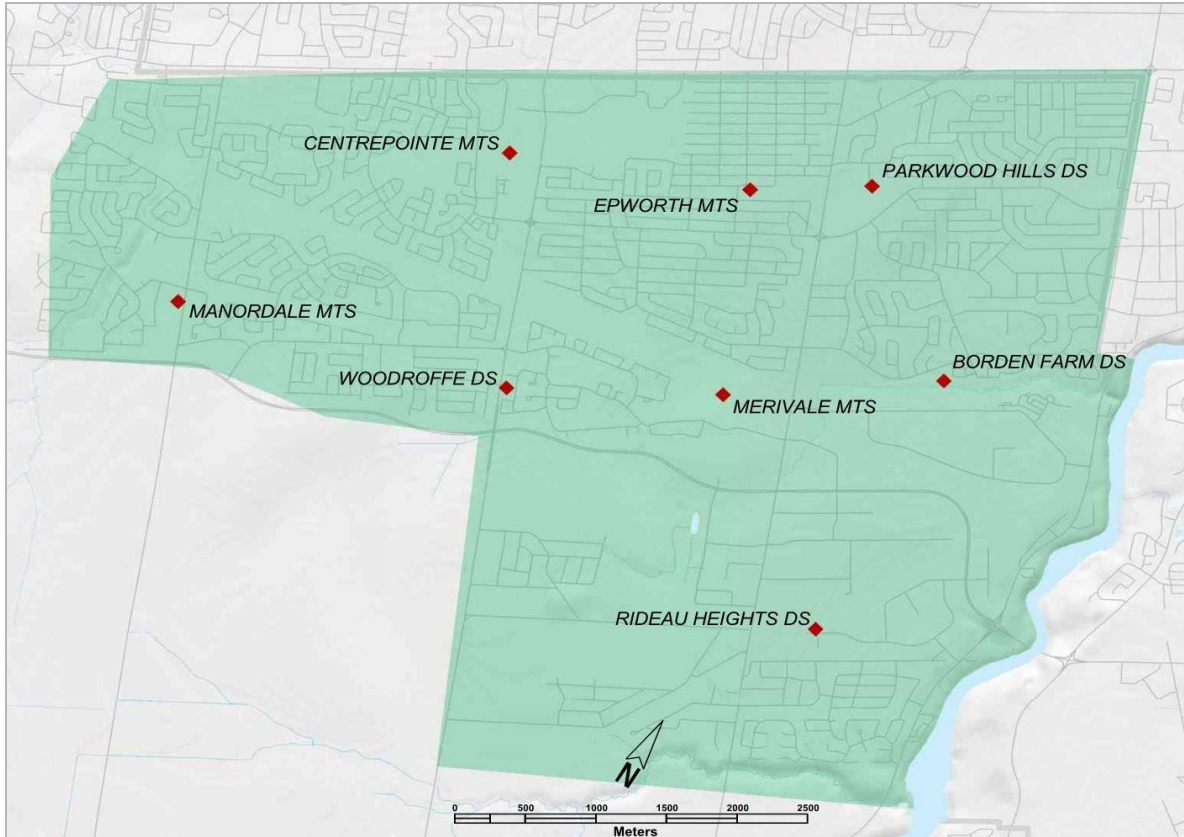 CENTREPOINTE MTS
PARKWOOD HILLS DS
EPWORTH MTS
MANORDALE MTS
BORDEN FARM DS
WOODROFFE DS
MERIVALE MTS
RIDEAU HEIGHTS DS
N
0 500 1000 1500 2000 2500
Meters